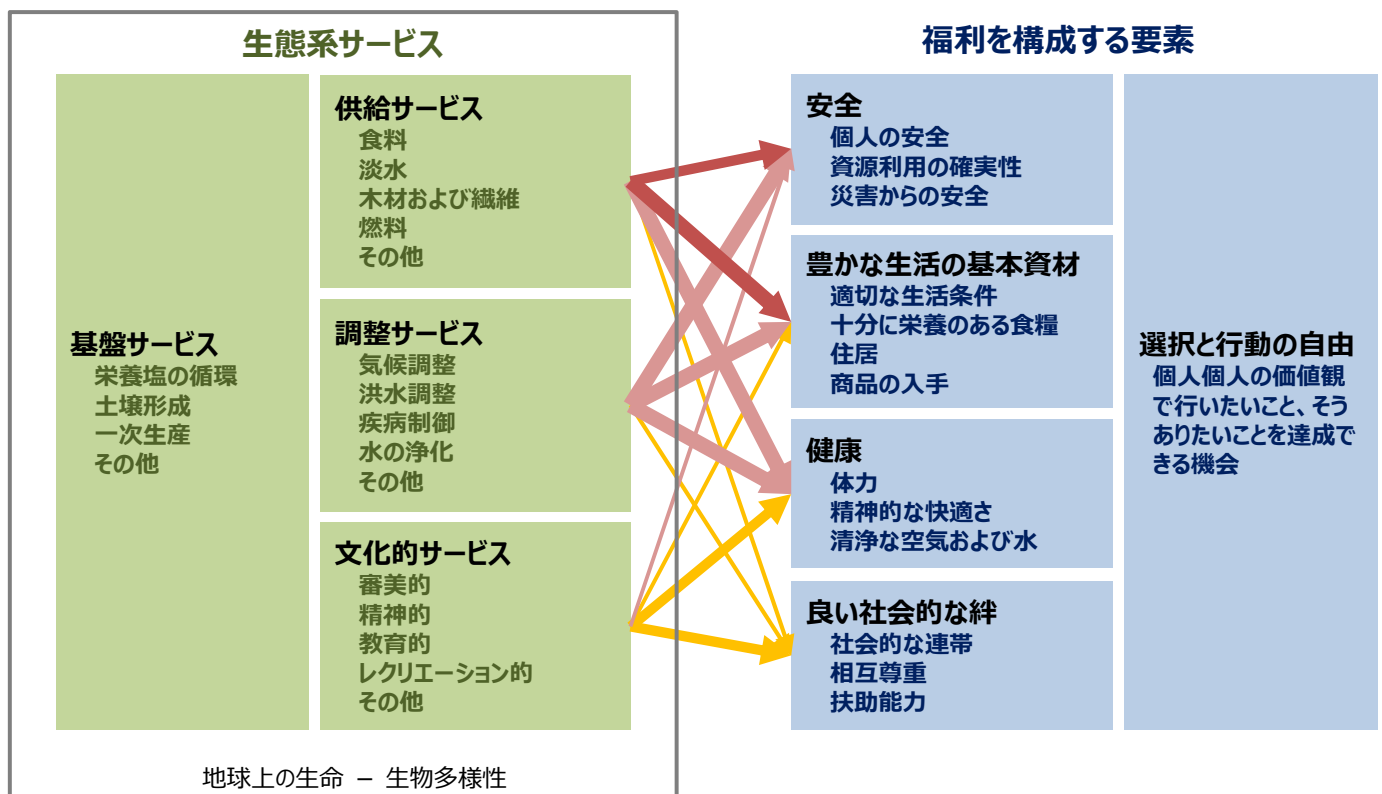 生態系サービス
基盤サービス
栄養塩の循環
土壌形成
一次生産
その他
供給サービス
食料
淡水
木材および繊維
燃料
その他
調整サービス
気候調整
洪水調整
疾病制御
水の浄化
その他
文化的サービス
審美的
精神的
教育的
レクリエーション的
その他
地球上の生命 － 生物多様性
福利を構成する要素
安全
個人の安全
資源利用の確実性
災害からの安全
豊かな生活の基本資材
適切な生活条件
十分に栄養のある食糧
住居
商品の入手
健康
体力
精神的な快適さ
清浄な空気および水
良い社会的な絆
社会的な連帯
相互尊重
扶助能力
選択と行動の自由
個人個人の価値観
で行いたいこと、そう
ありたいことを達成で
きる機会